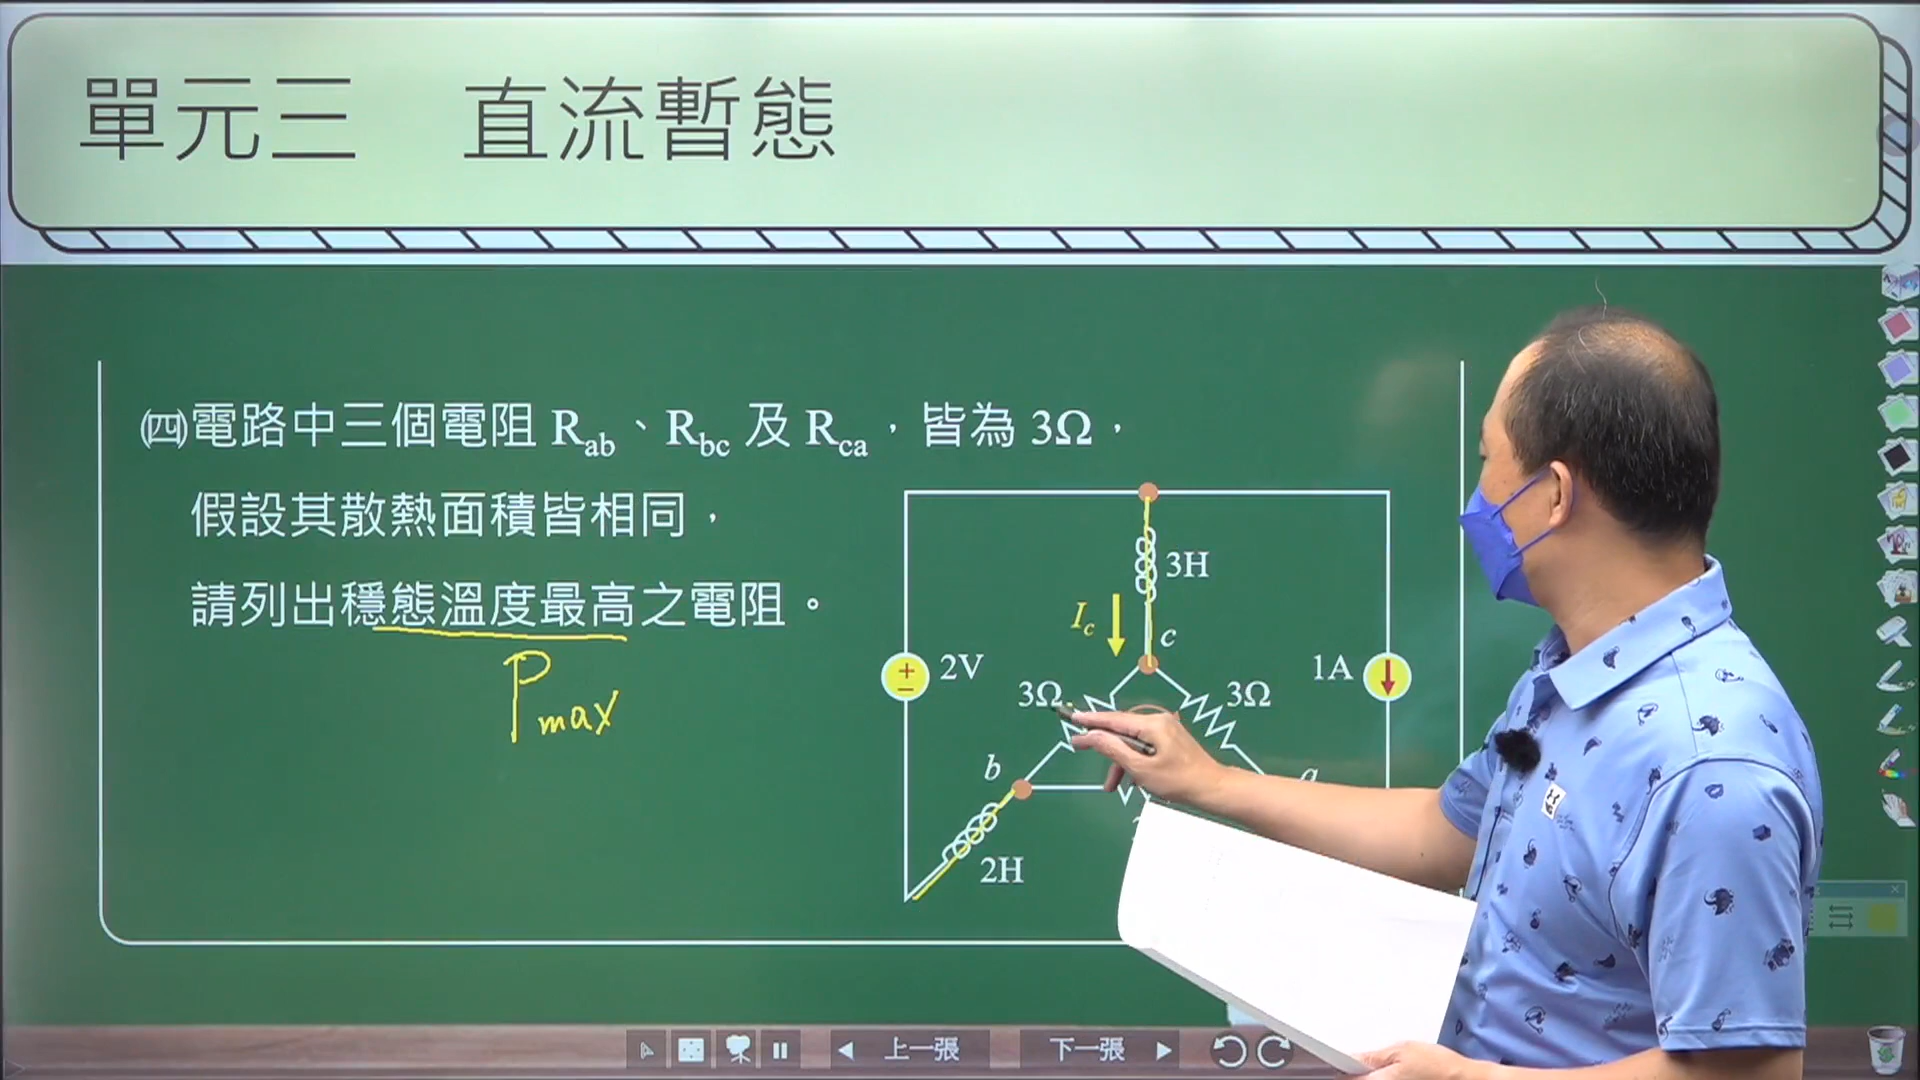 單元三 直流暫態
㈣電路中三個電阻 Rab、Rbc 及 Rca，皆為 3Ω，
假設其散熱面積皆相同，
請列出穩態溫度最高之電阻。
Pmax
3H
Ic
c
2V
1A
3Ω
3Ω
b
a
2H
上一張
下一張